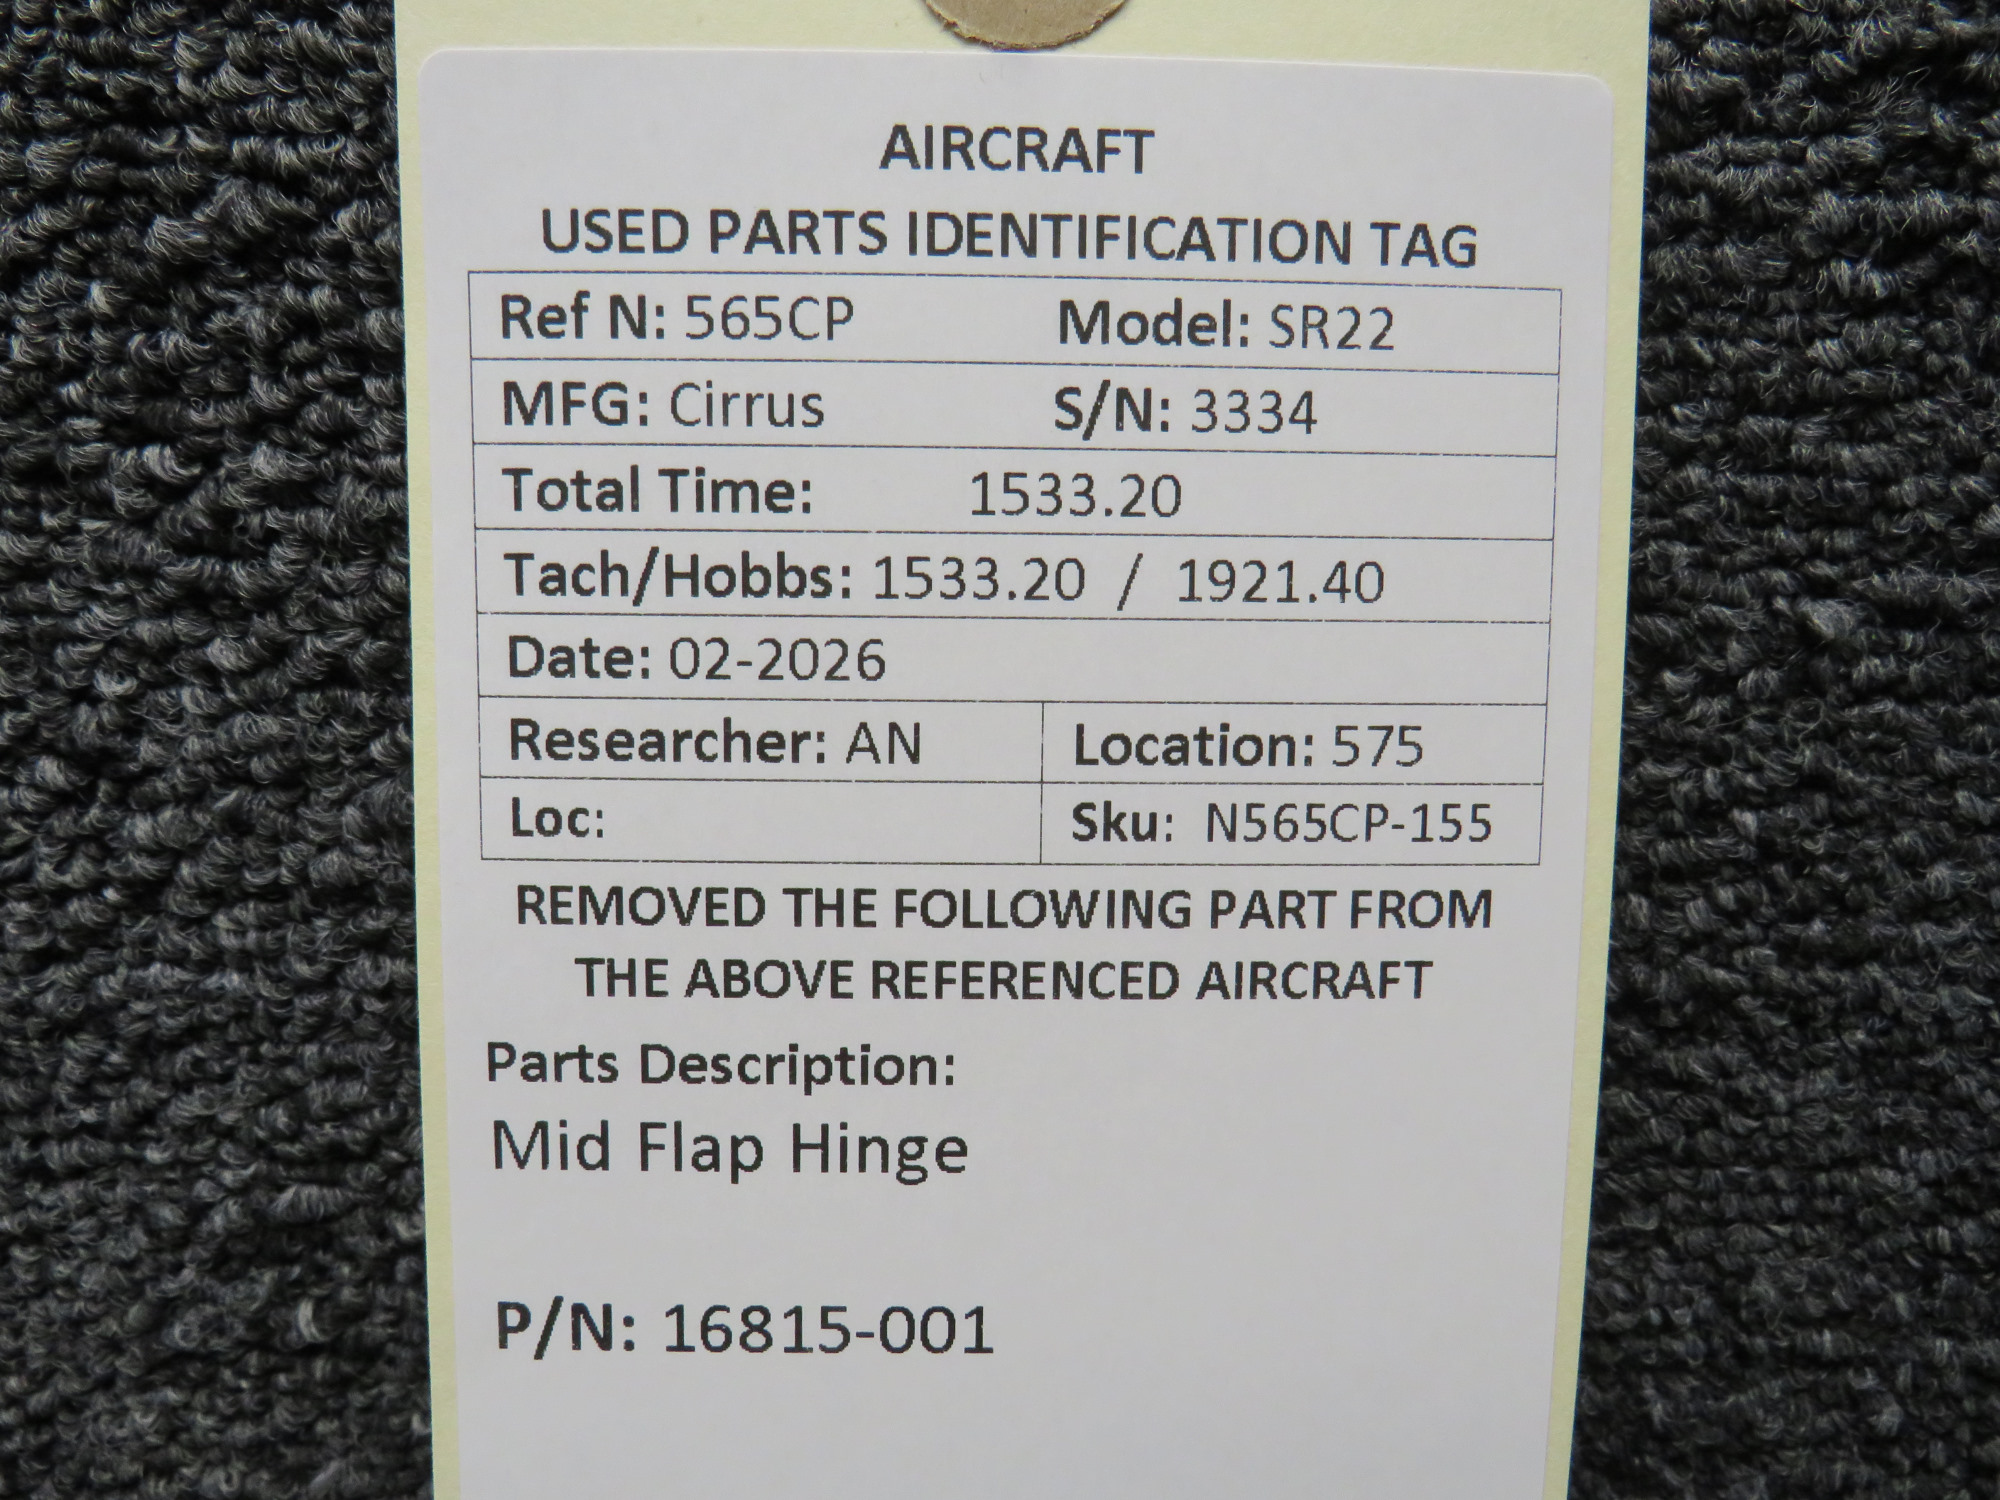 AIRCRAFT
USED PARTS IDENTIFICATION TAG
Ref N: 565CP Model: SR22
MFG: Cirrus S/N: 3334
Total Time: 1533.20
Tach/Hobbs: 1533.20 / 1921.40
Date: 02-2026
Researcher: AN Location: 575
Loc: Sku: N565CP-155
REMOVED THE FOLLOWING PART FROM
THE ABOVE REFERENCED AIRCRAFT
Parts Description:
Mid Flap Hinge
P/N: 16815-001